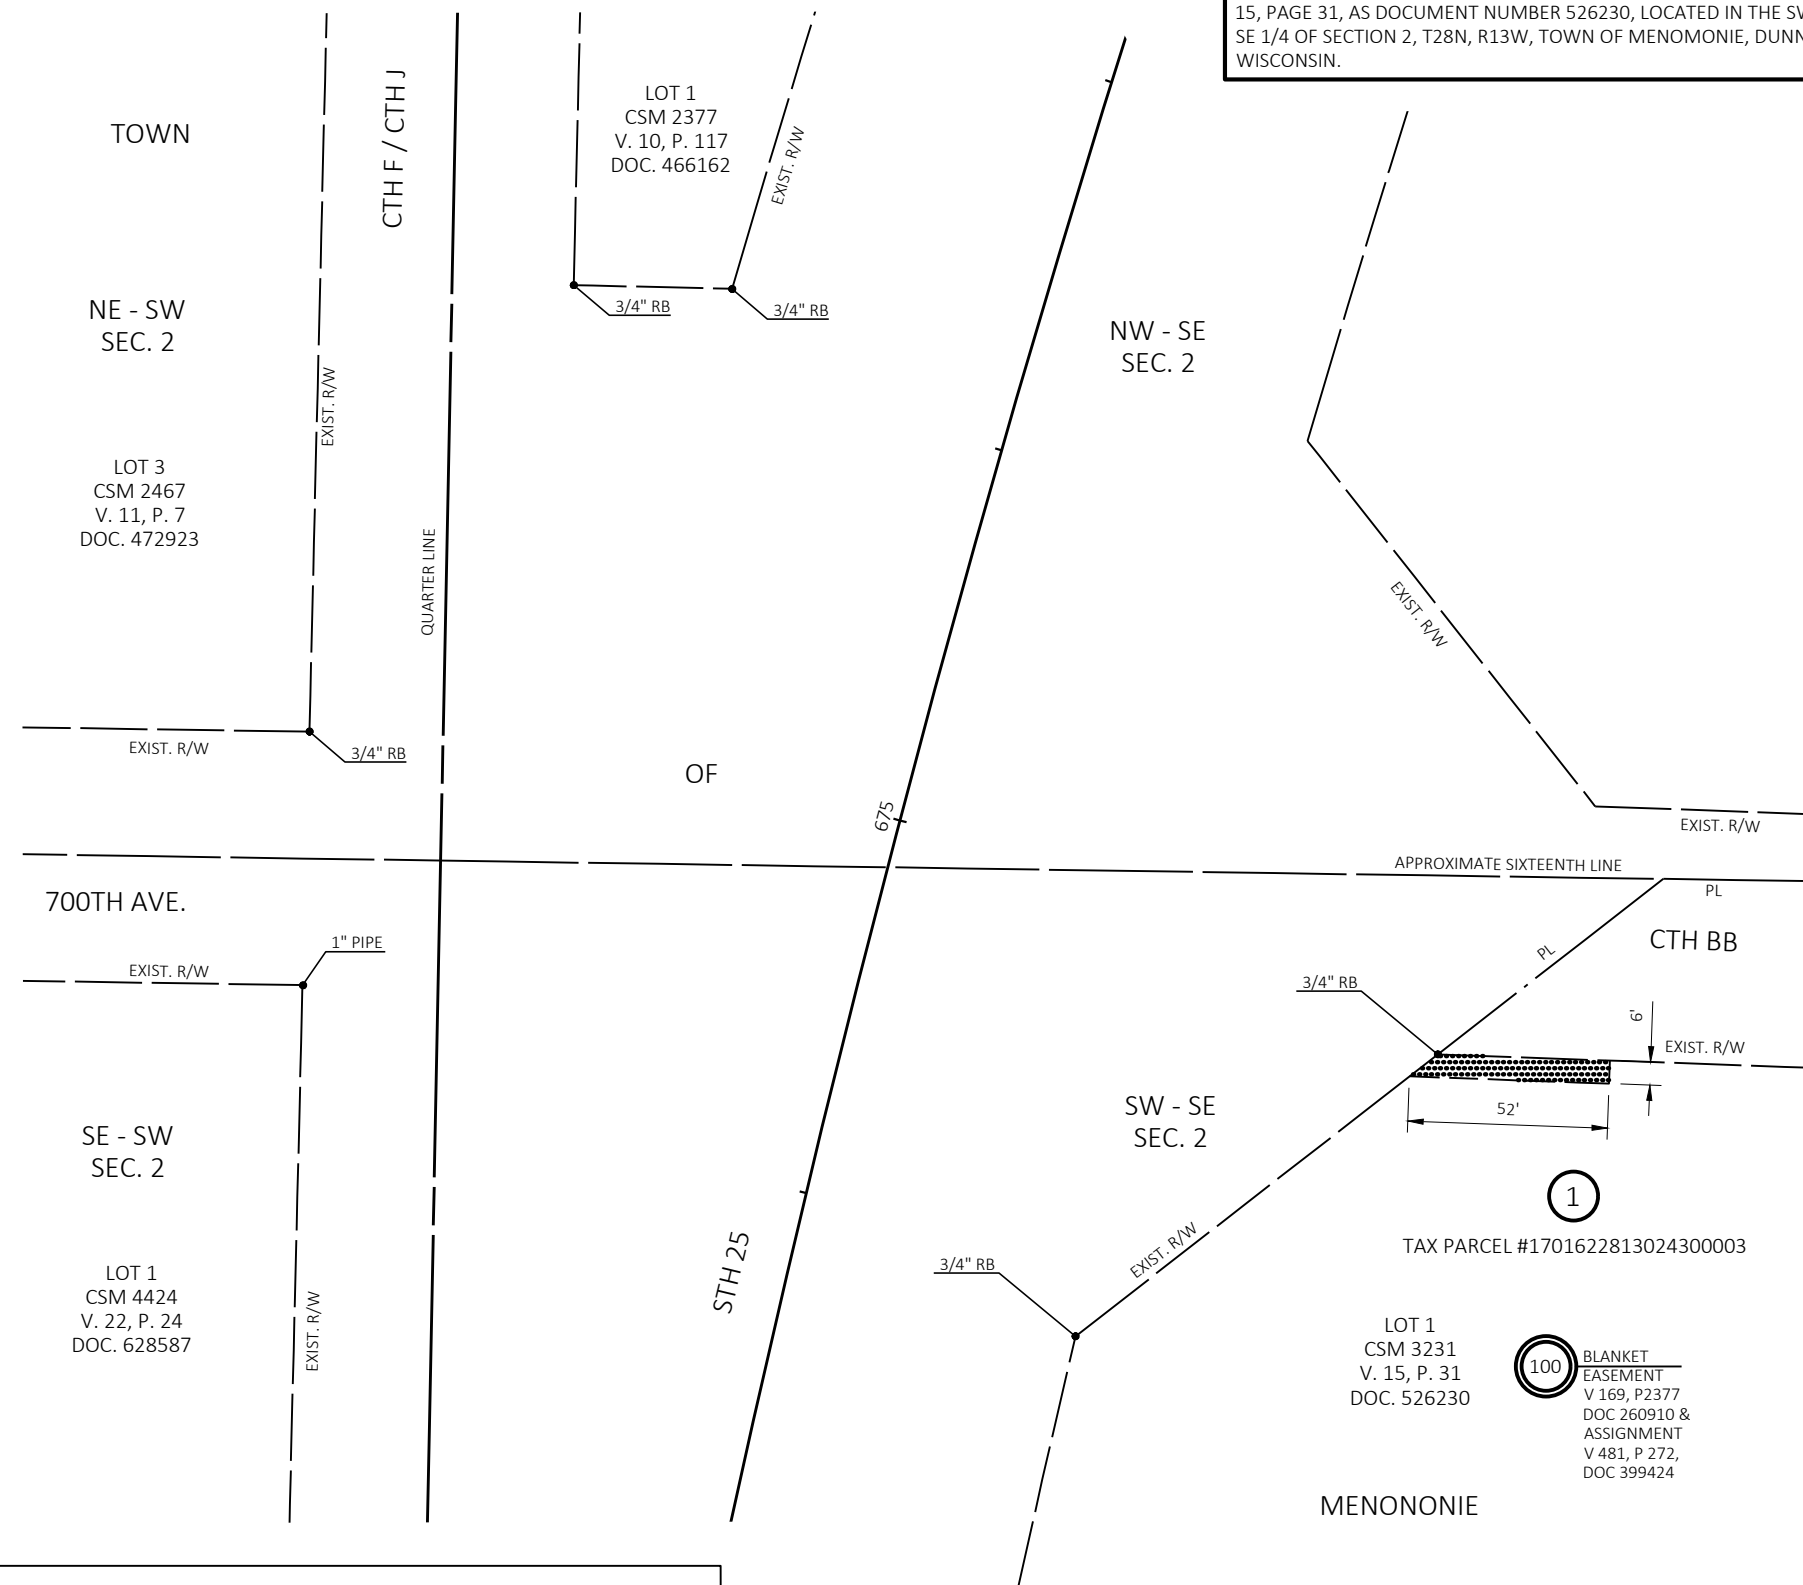 15, PAGE 31, AS DOCUMENT NUMBER 526230, LOCATED IN THE
SE 1/4 OF SECTION 2, T28N, R13W, TOWN OF MENOMONIE, DUNN
WISCONSIN.
TOWN
CTH F / CTH J
LOT 1
CSM 2377
V. 10, P. 117
DOC. 466162
EXIST. R/W
NE - SW
SEC. 2
3/4" RB
3/4" RB
NW - SE
SEC. 2
EXIST. R/W
LOT 3
CSM 2467
V. 11, P. 7
DOC. 472923
QUARTER LINE
EXIST. R/W
EXIST. R/W
3/4" RB
OF
675
EXIST. R/W
APPROXIMATE SIXTEENTH LINE
PL
700TH AVE.
1" PIPE
EXIST. R/W
CTH BB
PL
3/4" RB
6'
EXIST. R/W
52'
SE - SW
SEC. 2
SW - SE
SEC. 2
1
TAX PARCEL #1701622813024300003
STH 25
3/4" RB
EXIST. R/W
LOT 1
CSM 4424
V. 22, P. 24
DOC. 628587
EXIST. R/W
LOT 1
CSM 3231
V. 15, P. 31
DOC. 526230
100
BLANKET
EASEMENT
V 169, P2377
DOC 260910 &
ASSIGNMENT
V 481, P 272,
DOC 399424
MENONONIE